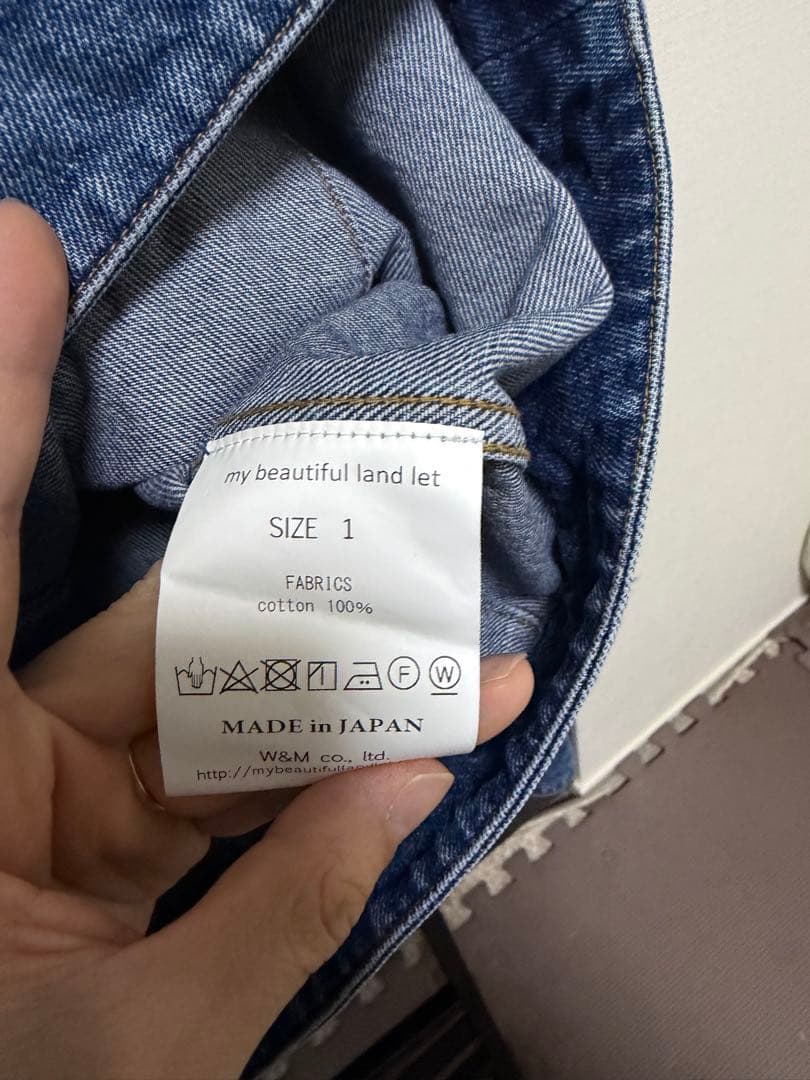 my beautiful land let
SIZE 1
FABRICS
cotton 100%
F W
MADE in JAPAN
W&M co., ltd.